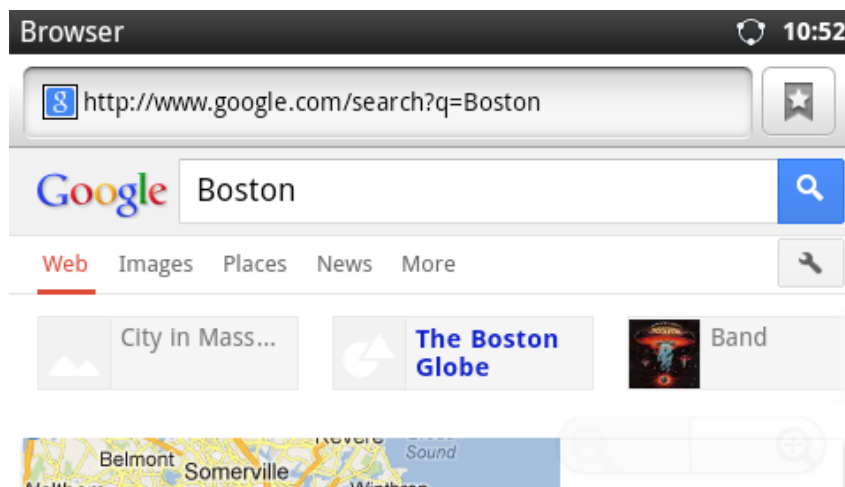 Browser 10:52
http://www.google.com/search?q=Boston
Google Boston
Web Images Places News More
City in Mass...
The Boston
Globe
Band
Revere
Sound
Belmont
Somerville
Winthrop